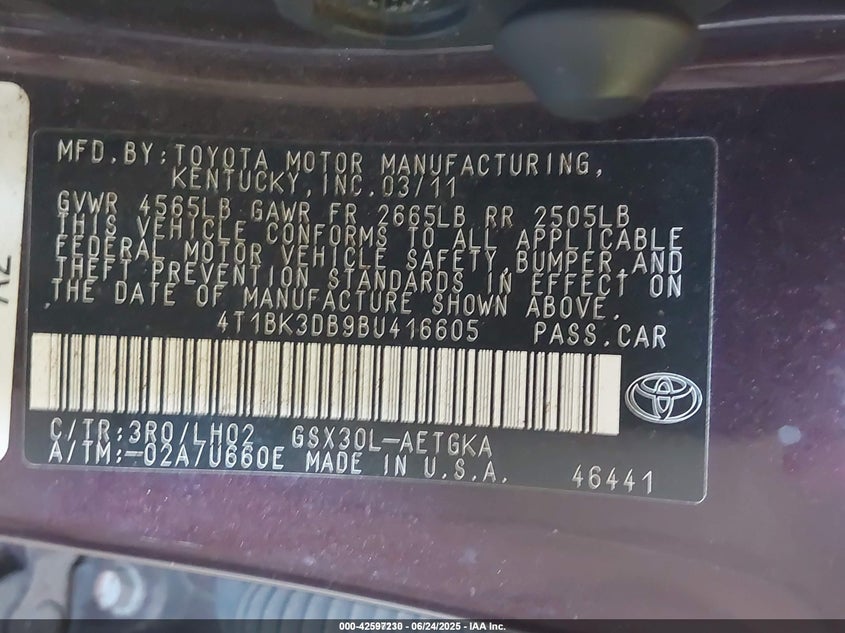 MFD.BY:TOYOTA MOTOR MANUFACTURING,
KENTUCKY,INC.03/11
GVWR 4565LB GAWR FR 2665LB RR 2505LB
THIS VEHICLE CONFORMS TO ALL APPLICABLE
FEDERAL MOTOR VEHICLE SAFETY,BUMPER,AND
THEFT PREVENTION STANDARDS IN EFFECT ON
THE DATE OF MANUFACTURE SHOWN ABOVE.
4T1BK3DB9BU416605 PASS.CAR
C/TR:3R0/LH02 GSX30L-AETGKA
A/TM:-02A/U660E MADE IN U.S.A. 46441
000-42597230 - 06/24/2025 - IAA Inc.